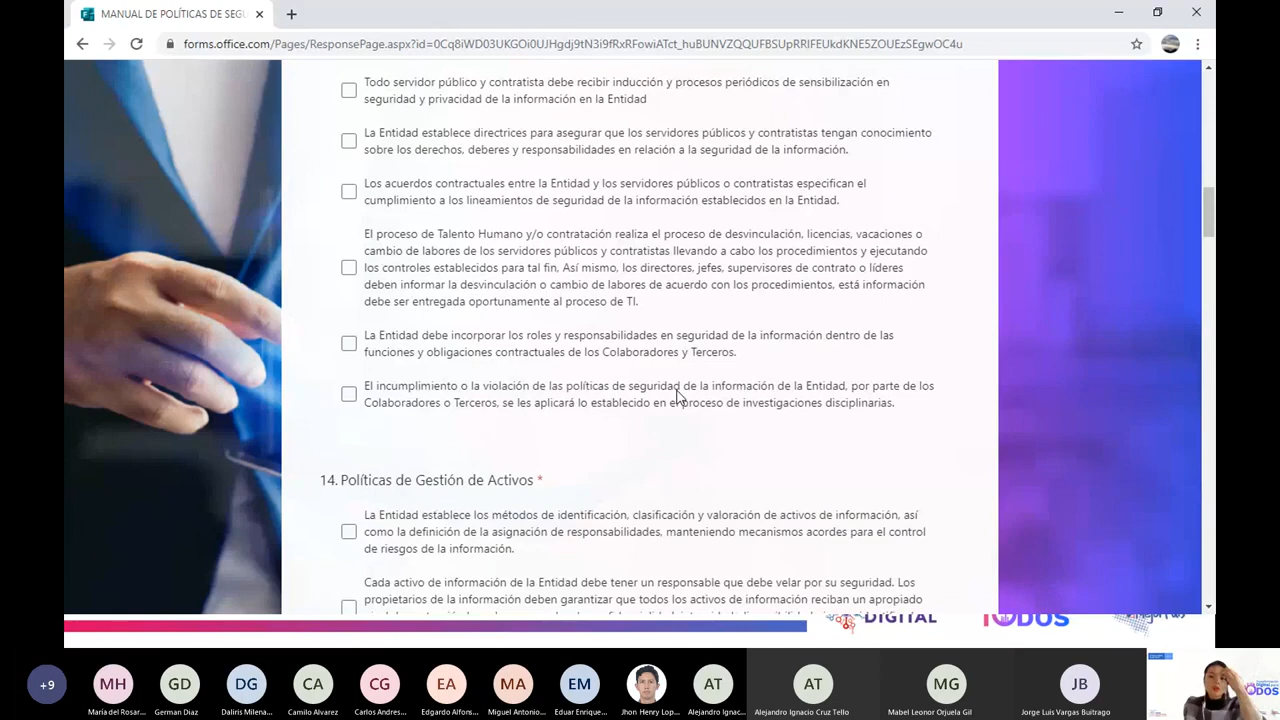 MANUAL DE POLÍTICAS DE SEGU
forms.office.com/Pages/ResponsePage.aspx?id=0Cq8WD03UKGOi0UJHgdj9tN3i9fRxRFowiATct_huBUNVZQQUFBSUpRRFEUkdKNE5ZOUEzSEgwOC4u
Todo servidor público y contratista debe recibir inducción y procesos periódicos de sensibilización en
seguridad y privacidad de la información en la Entidad
La Entidad establece directrices para asegurar que los servidores públicos y contratistas tengan conocimiento
sobre los derechos, deberes y responsabilidades en relación a la seguridad de la información.
Los acuerdos contractuales entre la Entidad y los servidores públicos o contratistas especifican el
cumplimiento a los lineamientos de seguridad de la información establecidos en la Entidad.
El proceso de Talento Humano y/o contratación realiza el proceso de desvinculación, licencias, vacaciones o
cambio de labores de los servidores públicos y contratistas llevando a cabo los procedimientos y ejecutando
los controles establecidos para tal fin, Así mismo, los directores, jefes, supervisores de contrato o líderes
deben informar la desvinculación o cambio de labores de acuerdo con los procedimientos, está información
debe ser entregada oportunamente al proceso de TI.
La Entidad debe incorporar los roles y responsabilidades en seguridad de la información dentro de las
funciones y obligaciones contractuales de los Colaboradores y Terceros.
El incumplimiento o la violación de las políticas de seguridad de la información de la Entidad, por parte de los
Colaboradores o Terceros, se les aplicará lo establecido en el proceso de investigaciones disciplinarias.
14. Políticas de Gestión de Activos *
La Entidad establece los métodos de identificación, clasificación y valoración de activos de información, así
como la definición de la asignación de responsabilidades, manteniendo mecanismos acordes para el control
de riesgos de la información.
Cada activo de información de la Entidad debe tener un responsable que debe velar por su seguridad. Los
propietarios de la información deben garantizar que todos los activos de información reciban un apropiado
DIGITAL
TODOS
+9
MH
GD
DG
CA
CG
EA
MA
EM
AT
AT
MG
JB
María del Rosar...
German Diaz
Daliris Milena...
Camilo Alvarez
Carlos Andres...
Edgardo Alfons...
Miguel Antonio...
Eduar Enrique...
Jhon Henry Lop...
Alejandro Ignac...
Alejandro Ignacio Cruz Tello
Mabel Leonor Orjuela Gil
Jorge Luis Vargas Buitrago